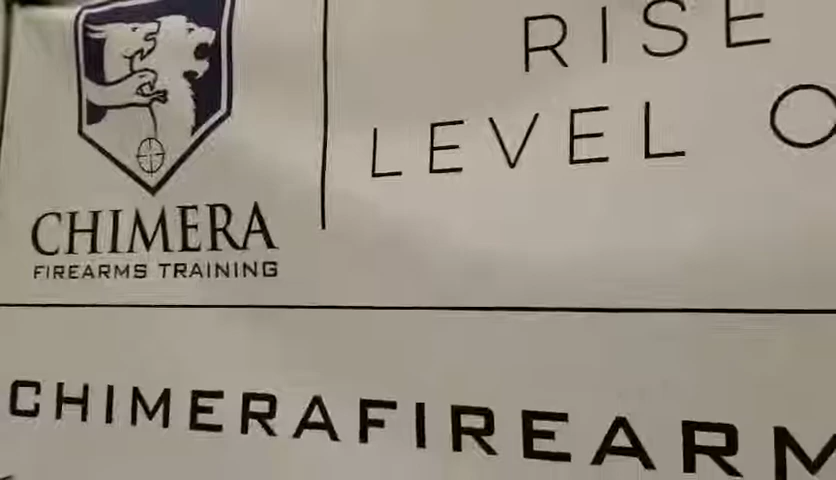 RISE
LEVEL O
CHIMERA
FIREARMS TRAINING
CHIMERAFIREARM